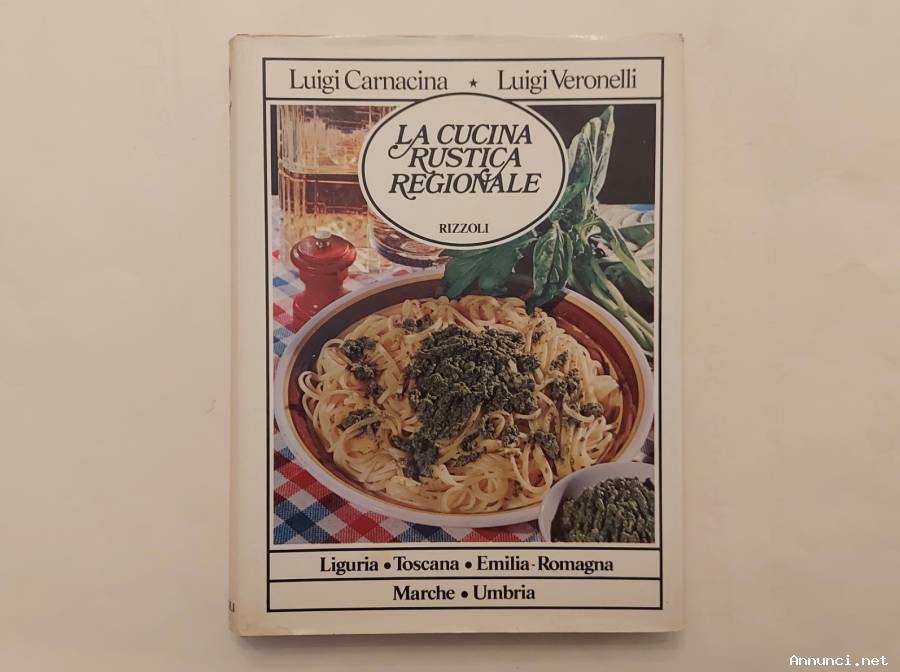 Luigi Carnacina ★ Luigi Veronelli
LA CUCINA
RUSTICA
REGIONALE
RIZZOLI
Liguria • Toscana • Emilia-Romagna
Marche • Umbria
Annunci.net